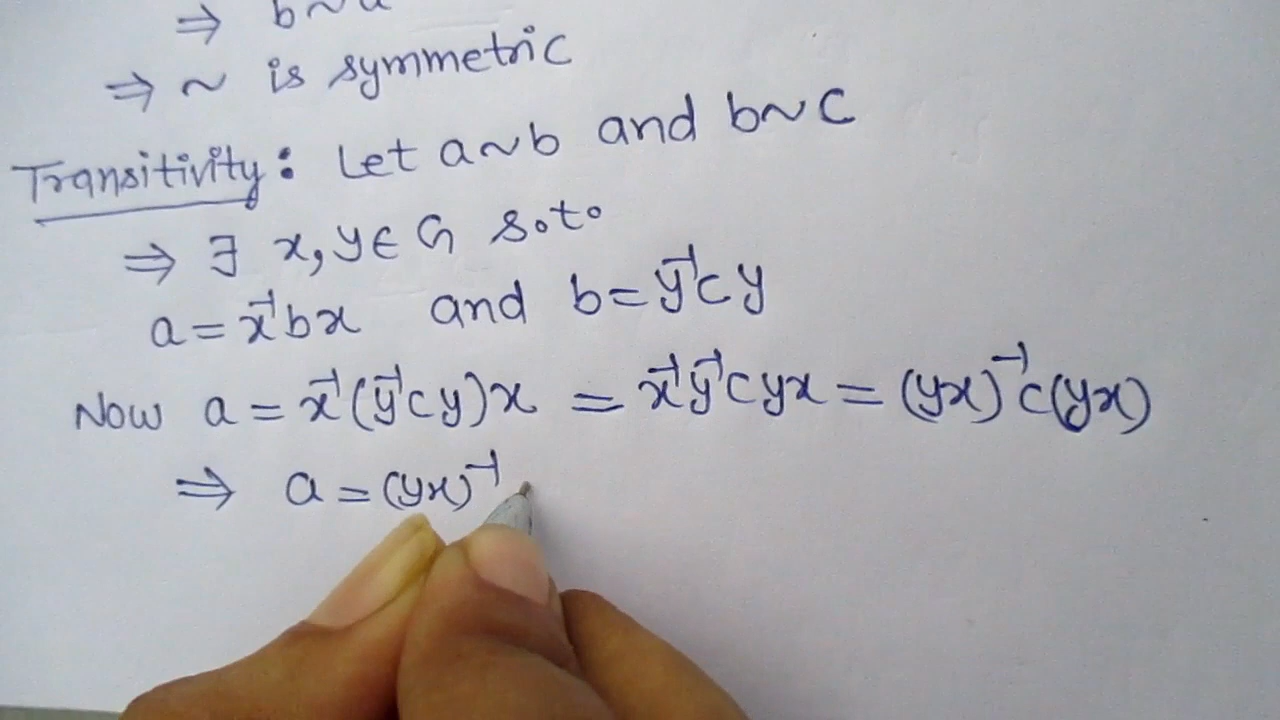 ⇒ b~a
⇒ ~ is symmetric
Transitivity: Let a~b and b~c
⇒ ∃ x, y∈G s.t.
a = x⁻¹bx and b = y⁻¹cy
Now a = x⁻¹(y⁻¹cy)x = x⁻¹y⁻¹cyx = (yx)⁻¹c(yx)
⇒ a = (yx)⁻¹